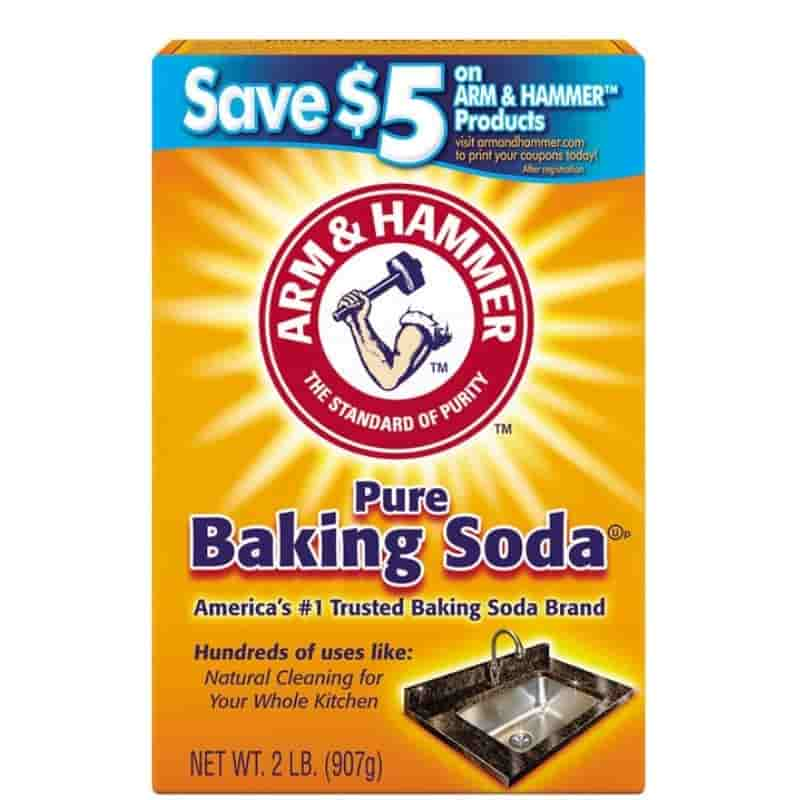 Save $5
on
ARM & HAMMER™
Products
visit armandhammer.com
to print your coupons today!
After registration
ARM & HAMMER
TM
THE STANDARD OF PURITY
TM
Pure
Baking Soda
ⓊP
America's #1 Trusted Baking Soda Brand
Hundreds of uses like:
Natural Cleaning for
Your Whole Kitchen
NET WT. 2 LB. (907g)